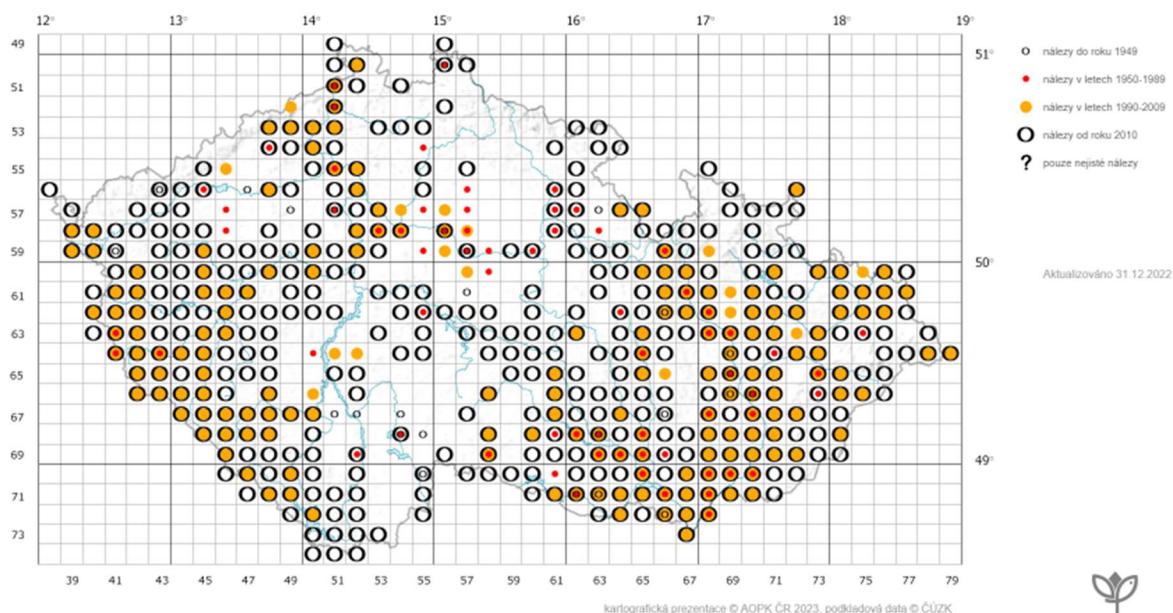 12° 13° 14° 15° 16° 17° 18° 19°
49
51°
51
53
55
57
59
50°
61
63
65
67
69
49°
71
73
39 41 43 45 47 49 51 53 55 57 59 61 63 65 67 69 71 73 75 77 79
nálezy do roku 1949
nálezy v letech 1950-1989
nálezy v letech 1990-2009
nálezy od roku 2010
? pouze nejisté nálezy
Aktualizováno 31.12.2022
kartografická prezentace © AOPK ČR 2023, podkladová data © ČÚZK